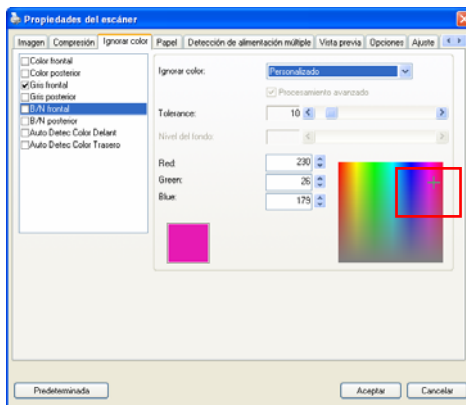 Propiedades del escáner
Imagen Compresión Ignorar color Papel Detección de alimentación múltiple Vista previa Opciones Ajuste
Color frontal
Color posterior
Gris frontal
Gris posterior
B/N frontal
B/N posterior
Auto Detec Color Delant
Auto Detec Color Trasero
Ignorar color: Personalizado
Procesamiento avanzado
Tolerance: 10
Nivel del fondo:
Red: 230
Green: 26
Blue: 179
Predeterminada Aceptar Cancelar